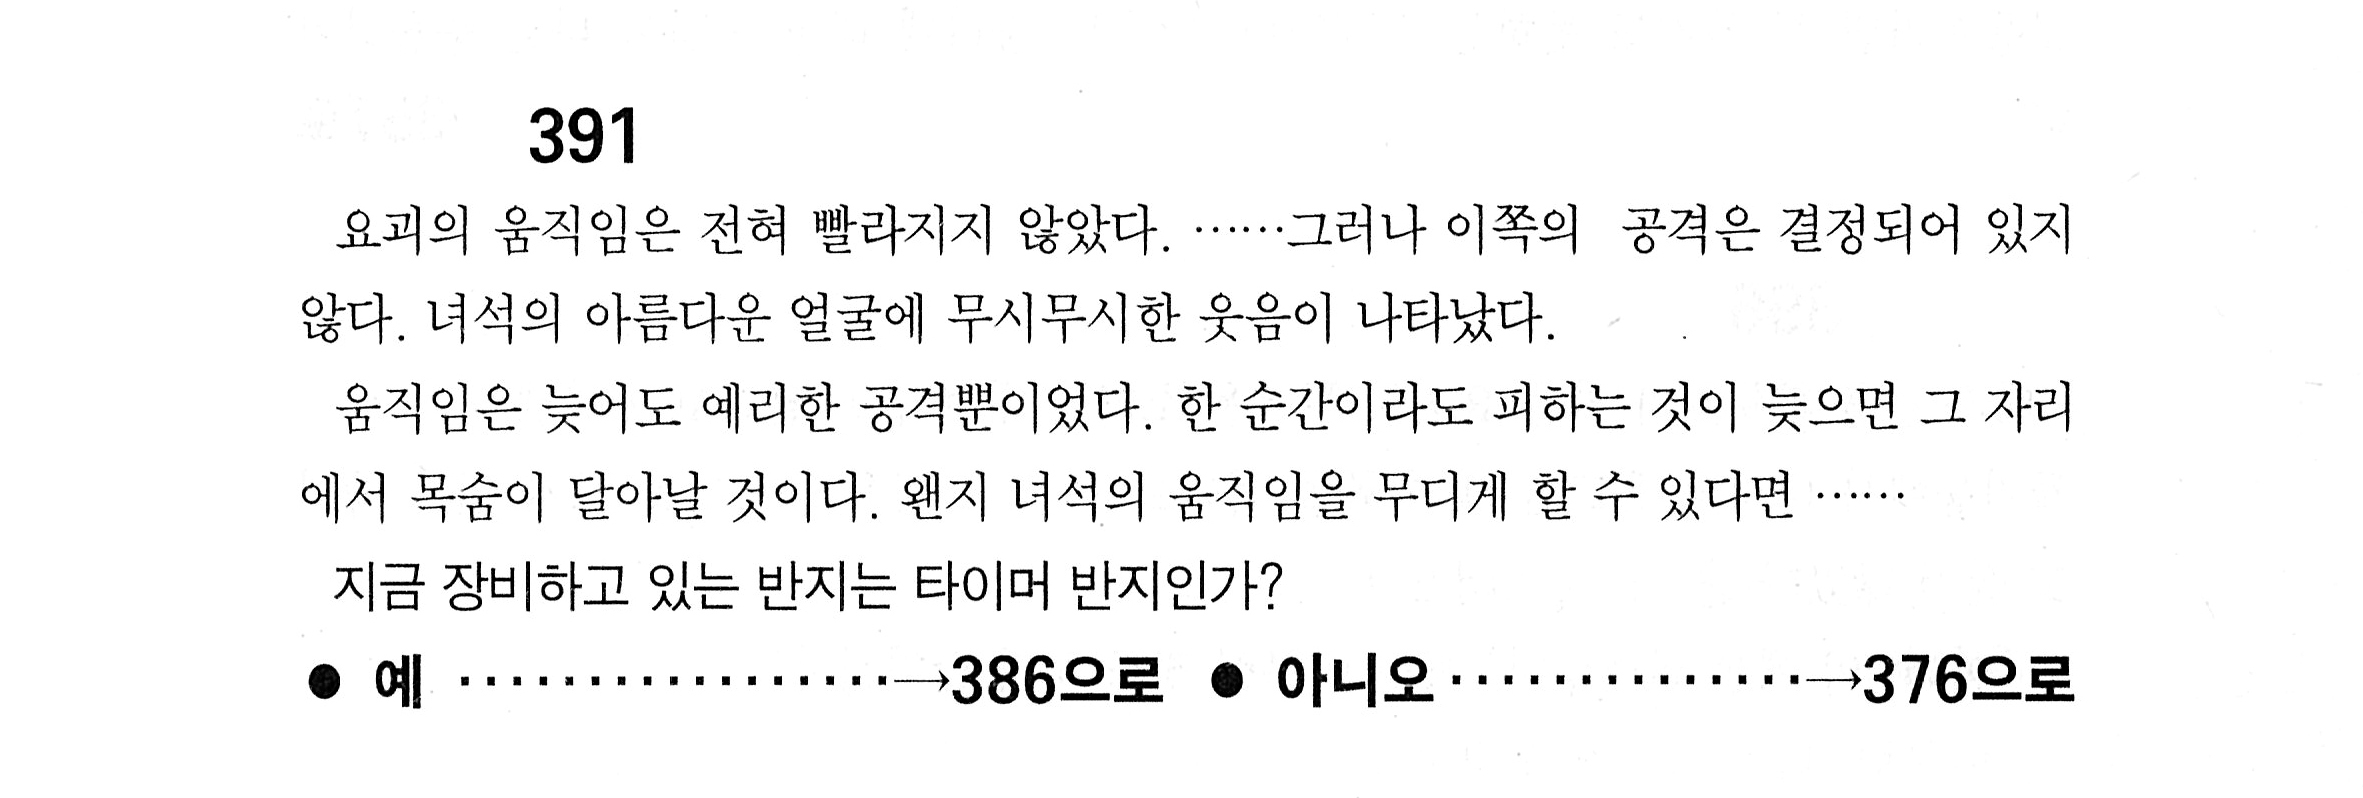 391
요괴의 움직임은 전혀 빨라지지 않았다. ……그러나 이쪽의 공격은 결정되어 있지
않다. 녀석의 아름다운 얼굴에 무시무시한 웃음이 나타났다.
움직임은 늦어도 예리한 공격뿐이었다. 한 순간이라도 피하는 것이 늦으면 그 자리
에서 목숨이 달아날 것이다. 왠지 녀석의 움직임을 무디게 할 수 있다면 ……
지금 장비하고 있는 반지는 타이머 반지인가?
● 예 ·················→386으로 ● 아니오··············→376으로